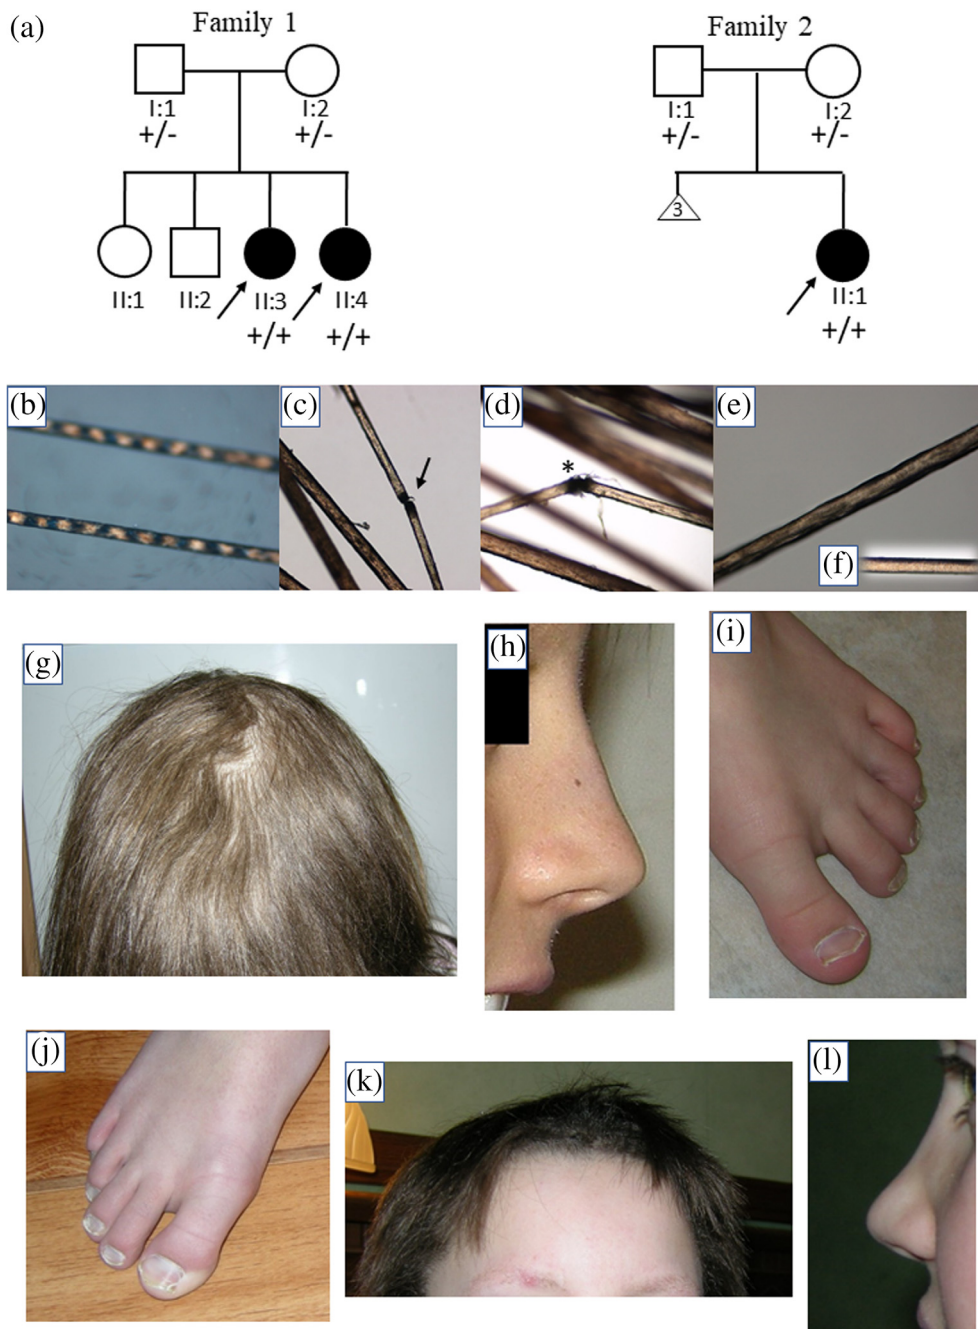 (a)
Family 1
Family 2
I:1
I:2
I:1
I:2
+/-
+/-
+/-
+/-
3
II:1
II:2
II:3
II:4
II:1
+/+
+/+
+/+
(b)
(c)
(d)
*
(e)
(f)
(g)
(h)
(i)
(j)
(k)
(l)